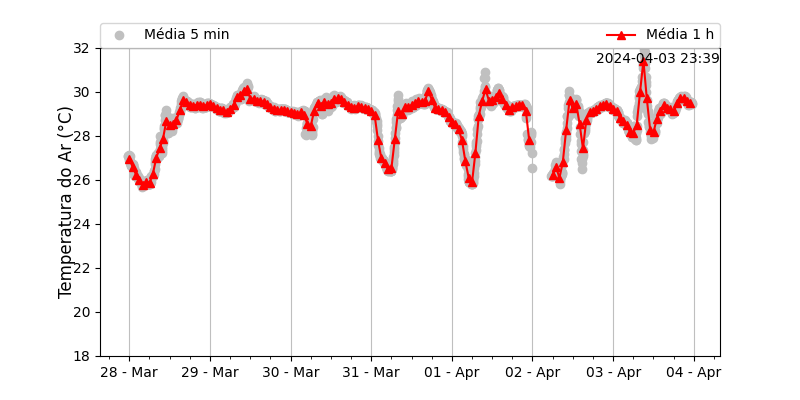 Média 5 min
Média 1 h
2024-04-03 23:39
Temperatura do Ar (°C)
32
30
28
26
24
22
20
18
28 - Mar
29 - Mar
30 - Mar
31 - Mar
01 - Apr
02 - Apr
03 - Apr
04 - Apr